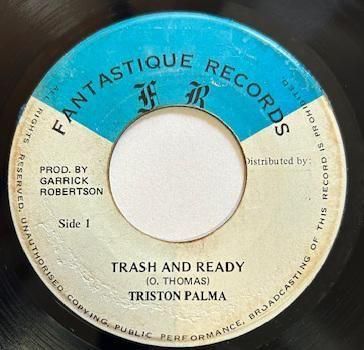 FANTASTIQUE RECORDS
F R
PROD. BY
GARRICK
ROBERTSON
Distributed by:
Side 1
TRASH AND READY
(O. THOMAS)
TRISTON PALMA
ALL RIGHTS RESERVED. UNAUTHORISED COPYING, PUBLIC PERFORMANCE, BROADCASTING OF THIS RECORD IS PROHIBITED